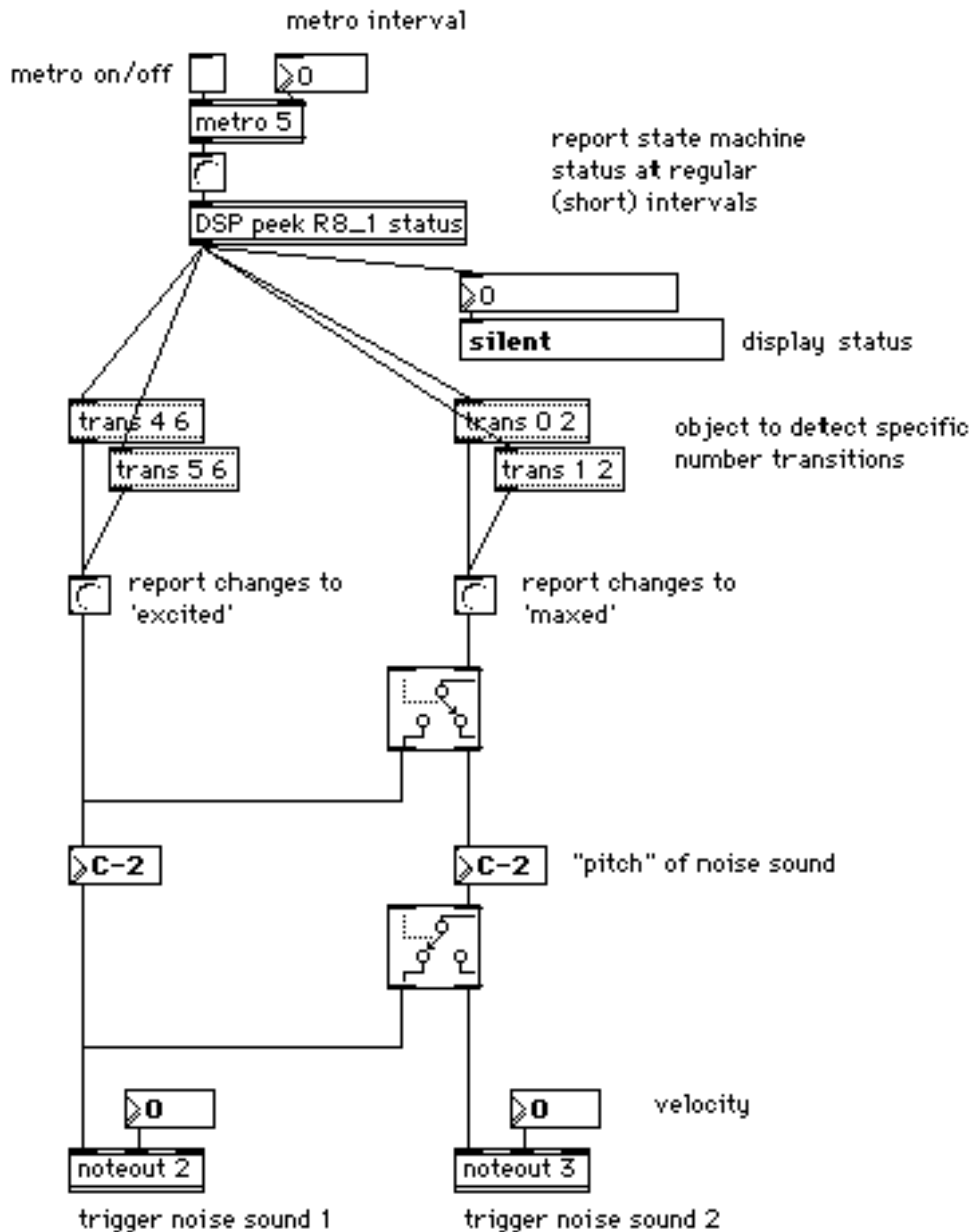 metro interval
metro on/off
0
metro 5
report state machine
status at regular
(short) intervals
DSP peek R8_1 status
0
silent
display status
trans 4 6
trans 0 2
trans 5 6
trans 1 2
object to detect specific
number transitions
report changes to
'excited'
report changes to
'maxed'
C-2
C-2
"pitch" of noise sound
0
0
velocity
noteout 2
noteout 3
trigger noise sound 1
trigger noise sound 2